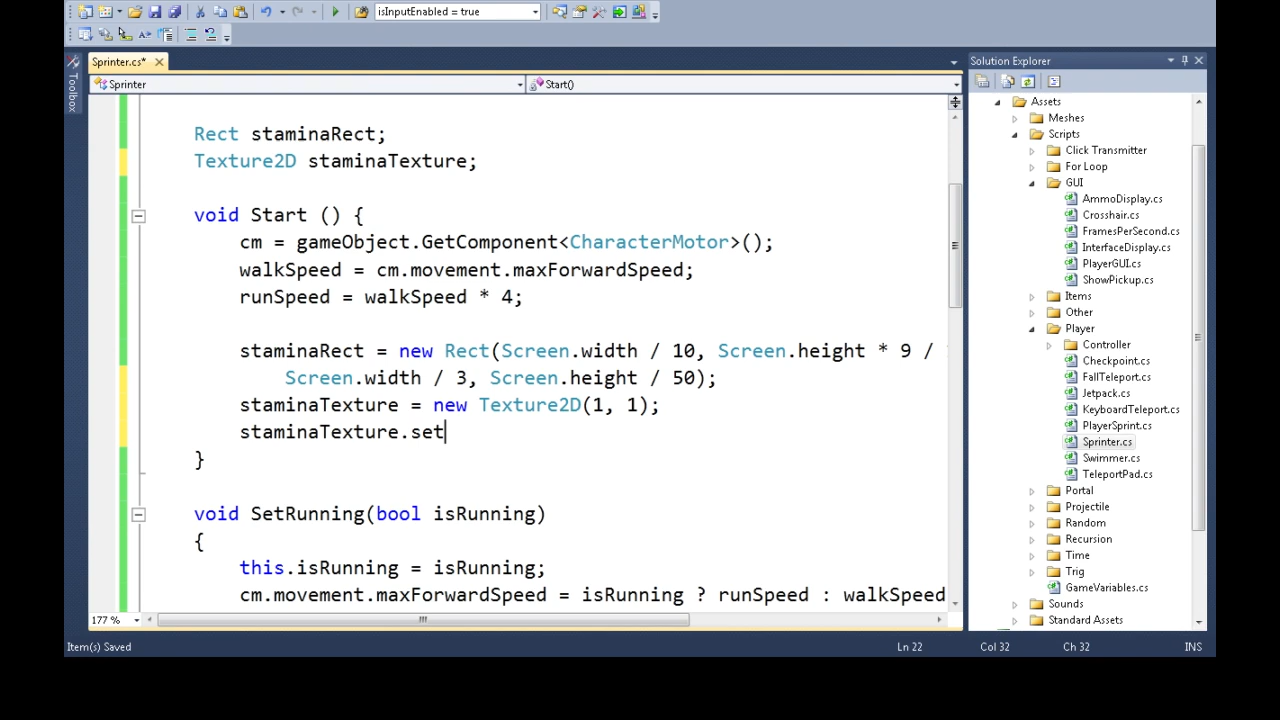 isInputEnabled = true
Sprinter.cs*
Sprinter
Start()
Toolbox
Rect staminaRect;
Texture2D staminaTexture;
void Start () {
cm = gameObject.GetComponent<CharacterMotor>();
walkSpeed = cm.movement.maxForwardSpeed;
runSpeed = walkSpeed * 4;
staminaRect = new Rect(Screen.width / 10, Screen.height * 9 /
Screen.width / 3, Screen.height / 50);
staminaTexture = new Texture2D(1, 1);
staminaTexture.set
}
void SetRunning(bool isRunning)
{
this.isRunning = isRunning;
cm.movement.maxForwardSpeed = isRunning ? runSpeed : walkSpeed
177 %
Solution Explorer
Assets
Meshes
Scripts
Click Transmitter
For Loop
GUI
AmmoDisplay.cs
Crosshair.cs
FramesPerSecond.cs
InterfaceDisplay.cs
PlayerGUI.cs
ShowPickup.cs
Items
Other
Player
Controller
Checkpoint.cs
FallTeleport.cs
Jetpack.cs
KeyboardTeleport.cs
PlayerSprint.cs
Sprinter.cs
Swimmer.cs
TeleportPad.cs
Portal
Projectile
Random
Recursion
Time
Trig
GameVariables.cs
Sounds
Standard Assets
Item(s) Saved
Ln 22
Col 32
Ch 32
INS